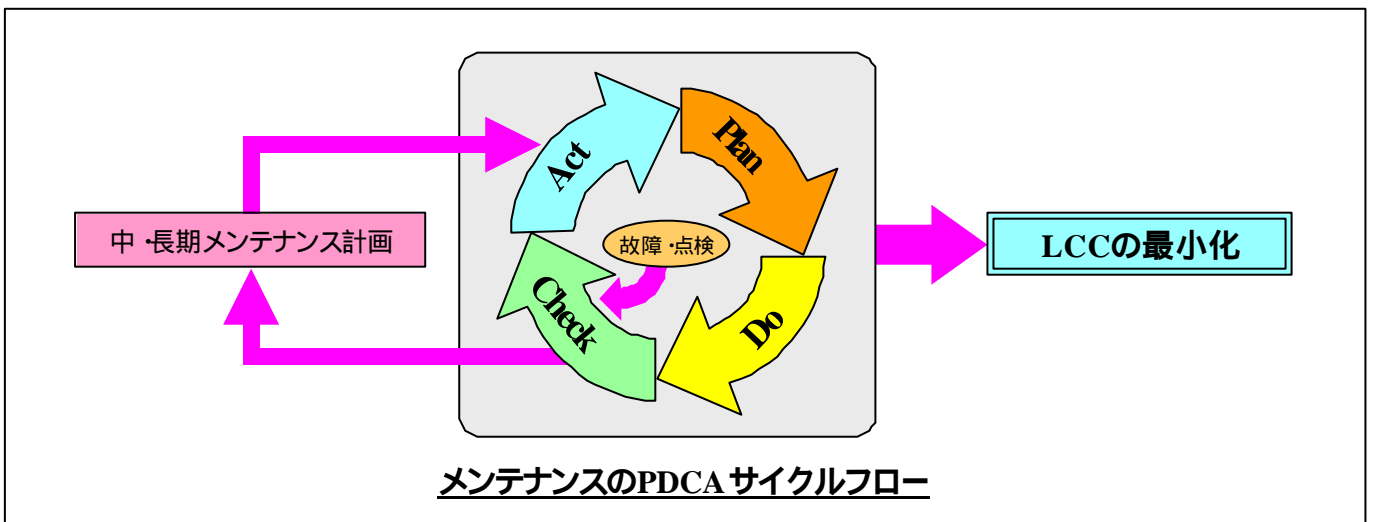 Act
Plan
中・長期メンテナンス計画
故障・点検
LCCの最小化
Check
Do
メンテナンスのPDCAサイクルフロー